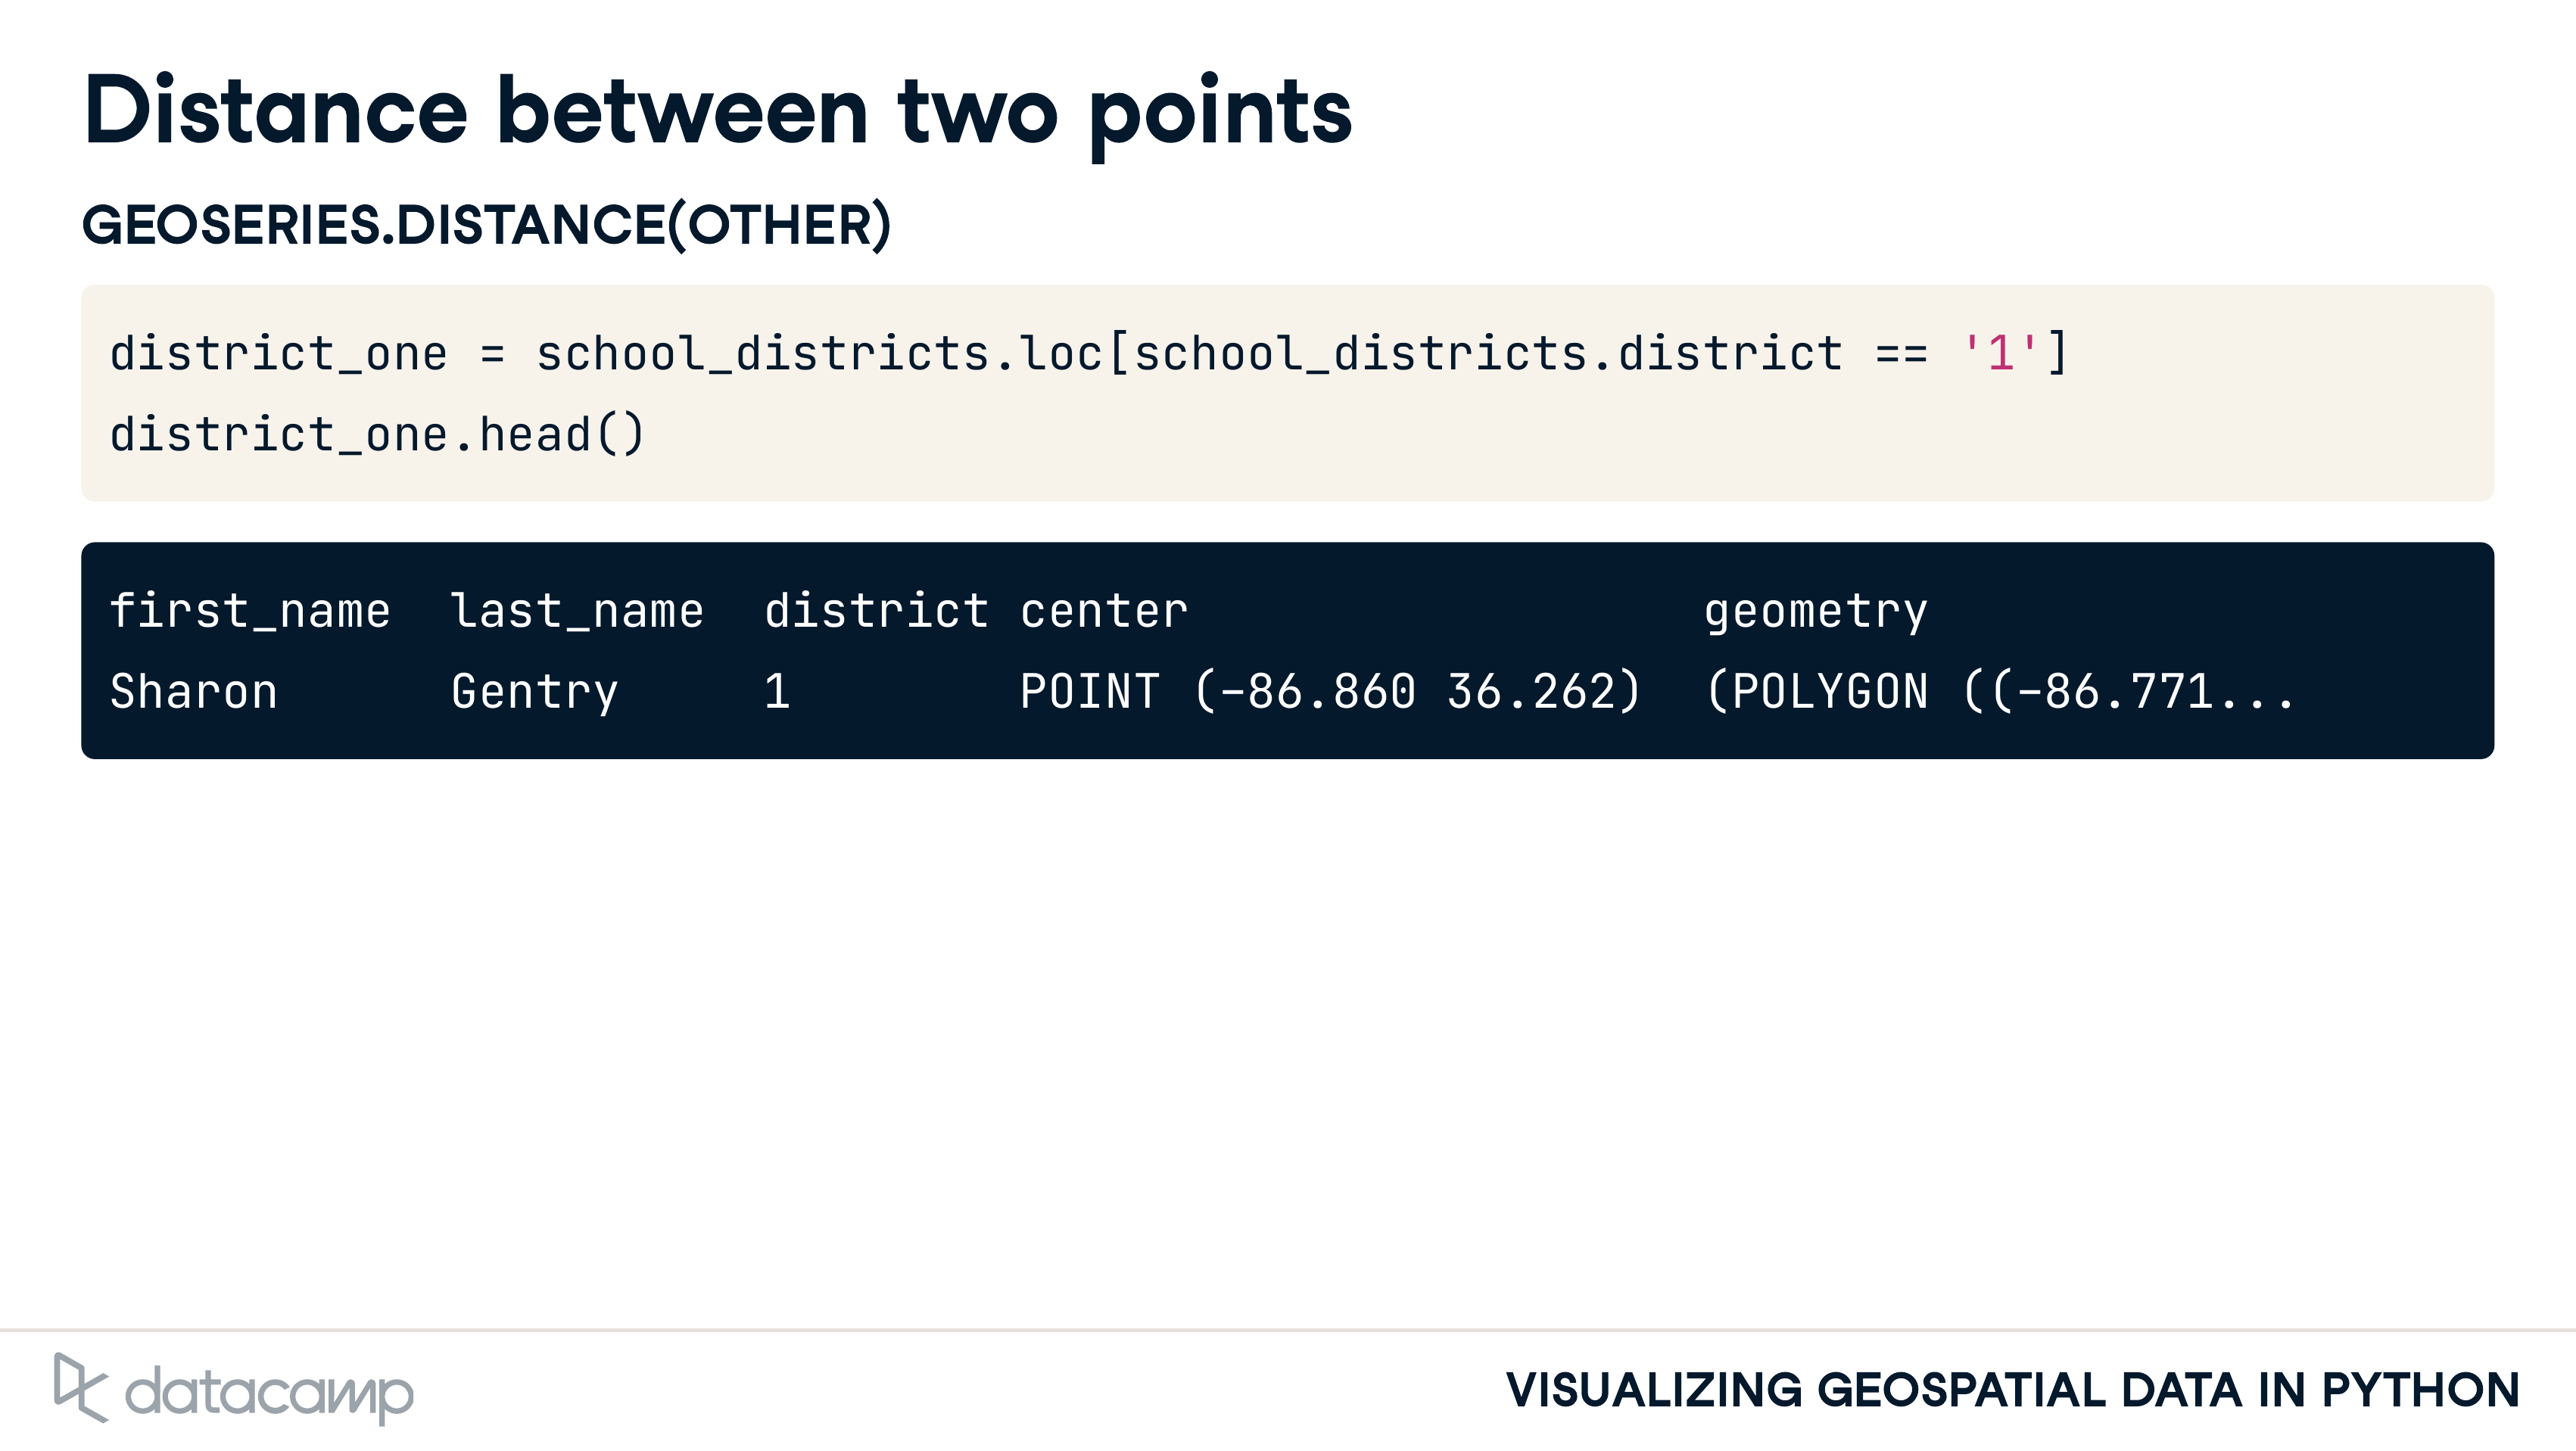 Distance between two points
GEOSERIES.DISTANCE(OTHER)
district_one = school_districts.loc[school_districts.district == '1']
district_one.head()
first_name  last_name  district center                  geometry
Sharon      Gentry     1        POINT (-86.860 36.262)  (POLYGON ((-86.771...
datacamp
VISUALIZING GEOSPATIAL DATA IN PYTHON